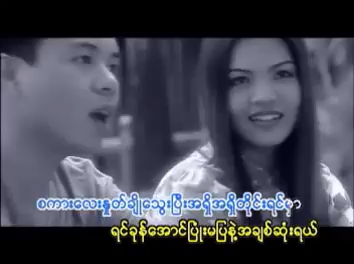 စကားလေးနှုတ်ချိုသွေးပြီးအရှိအရှိတိုင်းရင်မှာ
ရင်ခုန်အောင်ပြုံးမပြနဲ့အချစ်ဆုံးရယ်